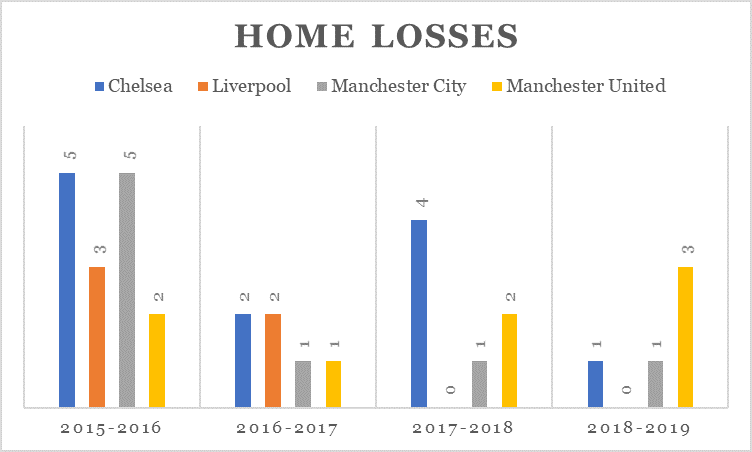 HOME LOSSES
Chelsea Liverpool Manchester City Manchester United
5 3 5 2 2 2 1 1 4 0 1 2 1 0 1 3
2015-2016 2016-2017 2017-2018 2018-2019